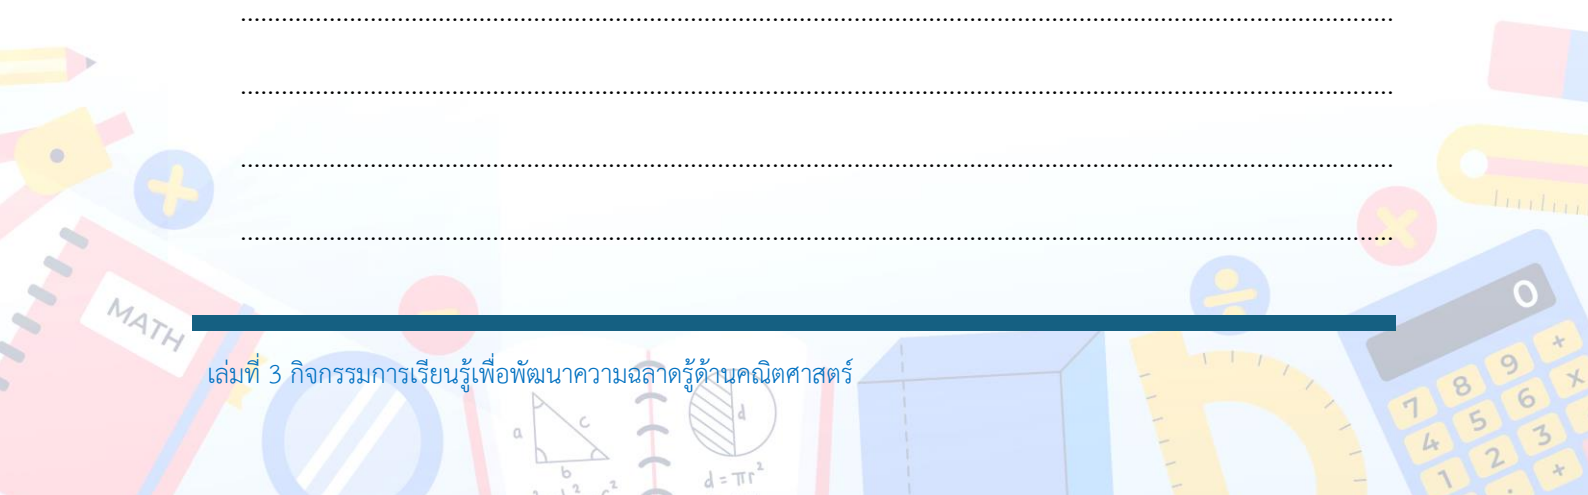 MATH
0
เล่มที่ 3 กิจกรรมการเรียนรู้เพื่อพัฒนาความฉลาดรู้ด้านคณิตศาสตร์
a c
b
d
d = πr²
7 8 9 +
4 5 6 x
1 2 3
+